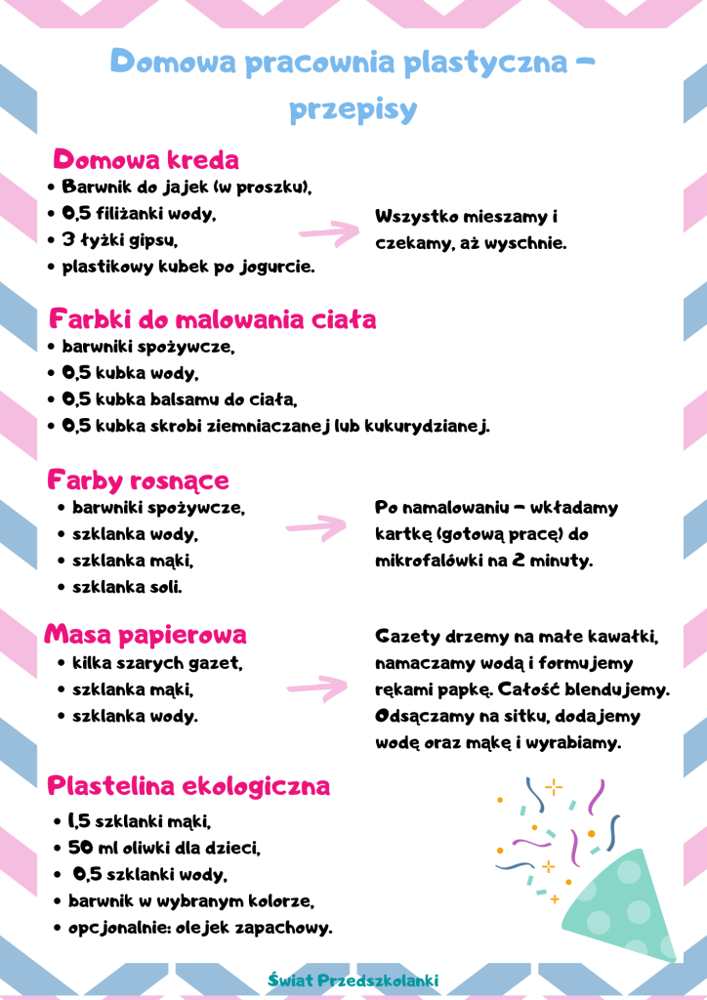 Domowa pracownia plastyczna –
przepisy
Domowa kreda
• Barwnik do jajek (w proszku),
• 0,5 filiżanki wody,
• 3 łyżki gipsu,
• plastikowy kubek po jogurcie.
Wszystko mieszamy i
czekamy, aż wyschnie.
Farbki do malowania ciała
• barwniki spożywcze,
• 0,5 kubka wody,
• 0,5 kubka balsamu do ciała,
• 0,5 kubka skrobi ziemniaczanej lub kukurydzianej.
Farby rosnące
• barwniki spożywcze,
• szklanka wody,
• szklanka mąki,
• szklanka soli.
Po namalowaniu – wkładamy
kartkę (gotową pracę) do
mikrofalówki na 2 minuty.
Masa papierowa
• kilka szarych gazet,
• szklanka mąki,
• szklanka wody.
Gazety drzemy na małe kawałki,
namaczamy wodą i formujemy
rękami papkę. Całość blendujemy.
Odsączamy na sitku, dodajemy
wodę oraz mąkę i wyrabiamy.
Plastelina ekologiczna
• 1,5 szklanki mąki,
• 50 ml oliwki dla dzieci,
• 0,5 szklanki wody,
• barwnik w wybranym kolorze,
• opcjonalnie: olejek zapachowy.
Świat Przedszkolanki